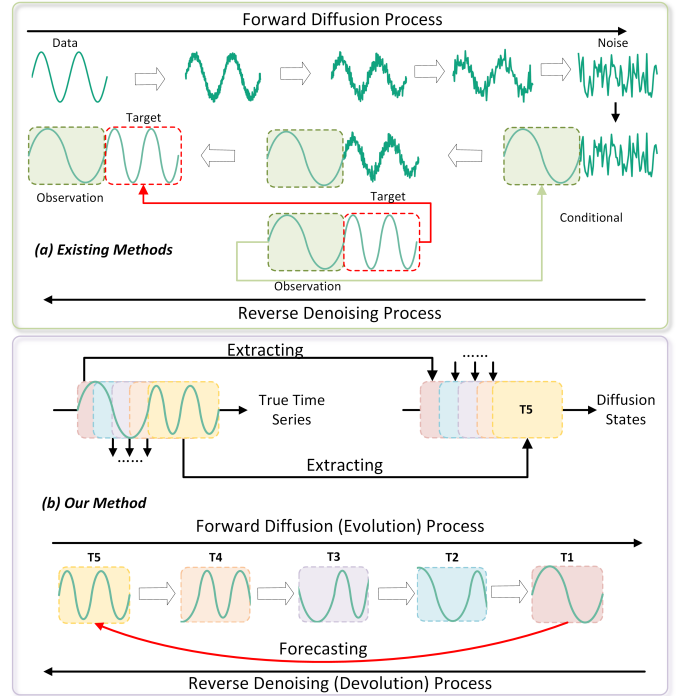 Forward Diffusion Process
Data
Noise
Target
Observation
Target
Conditional
(a) Existing Methods
Observation
Reverse Denoising Process
Extracting
......
True Time
Series
T5
Diffusion
States
......
Extracting
(b) Our Method
Forward Diffusion (Evolution) Process
T5
T4
T3
T2
T1
Forecasting
Reverse Denoising (Devolution) Process